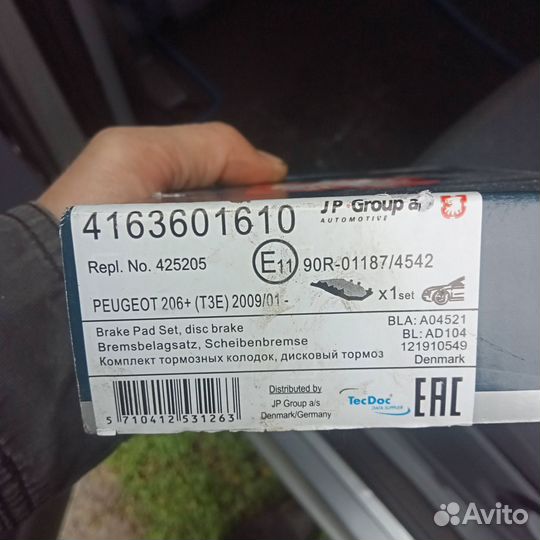 4163601610
JP Group a/s
AUTOMOTIVE
Repl. No. 425205
E11 90R-01187/4542
PEUGEOT 206+ (T3E) 2009/01 -
x1set
Brake Pad Set, disc brake
Bremsbelagsatz, Scheibenbremse
Комплект тормозных колодок, дисковый тормоз
BLA: A04521
BL: AD104
121910549
Denmark
5 710412 531263
Distributed by
JP Group a/s
Denmark/Germany
TecDoc
DATA SUPPLIER
EAC
Avito